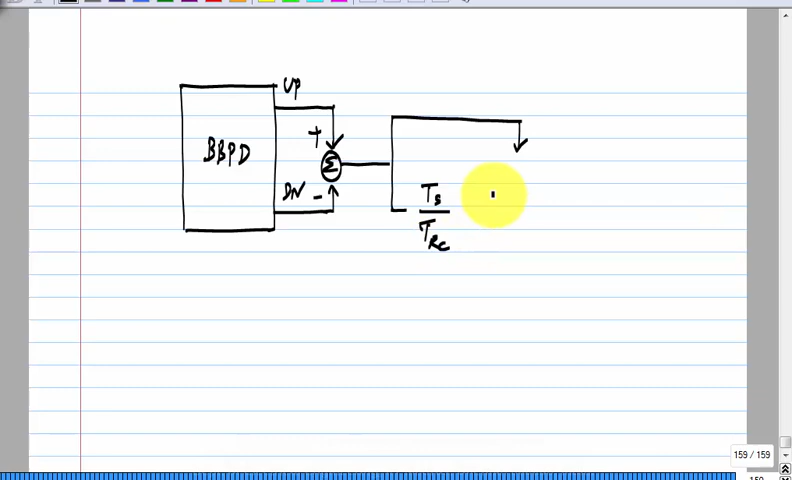 UP
+
BBPD
Σ
DN -
Ts
TRC
159 / 159